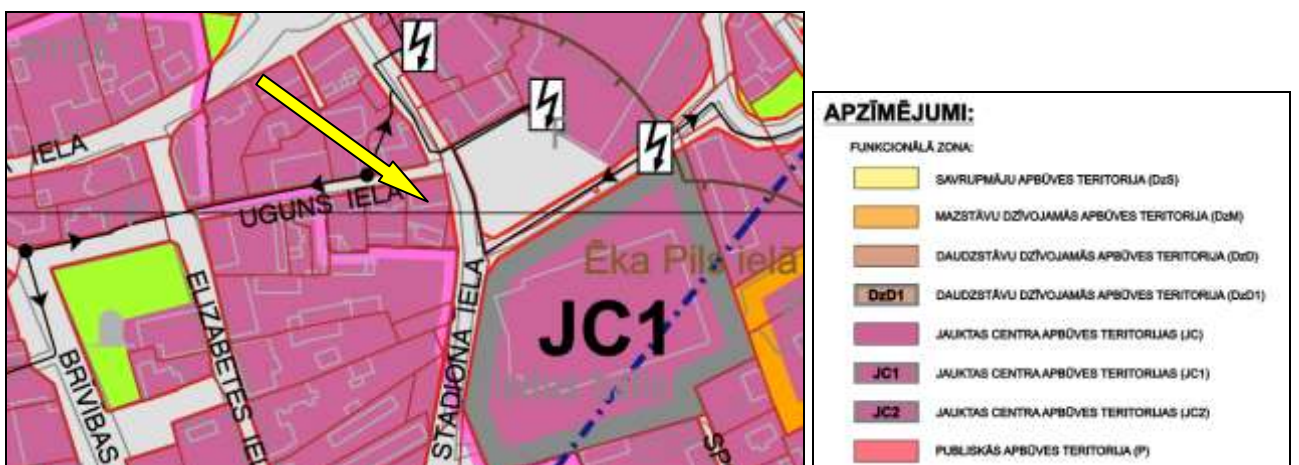 IELA
UGUNS IELA
ELIZABETES IEL
BRĪVĪBAS
STADIONA IELA
Ēka Pils ielā
JC1
SP
APZĪMĒJUMI:
FUNKCIONĀLĀ ZONA:
SAVRUPMĀJU APBŪVES TERITORIJA (DzS)
MAZSTĀVU DZĪVOJAMĀS APBŪVES TERITORIJA (DzM)
DAUDZSTĀVU DZĪVOJAMĀS APBŪVES TERITORIJA (DzD)
DzD1 DAUDZSTĀVU DZĪVOJAMĀS APBŪVES TERITORIJA (DzD1)
JAUKTAS CENTRA APBŪVES TERITORIJAS (JC)
JC1 JAUKTAS CENTRA APBŪVES TERITORIJAS (JC1)
JC2 JAUKTAS CENTRA APBŪVES TERITORIJAS (JC2)
PUBLISKĀS APBŪVES TERITORIJA (P)